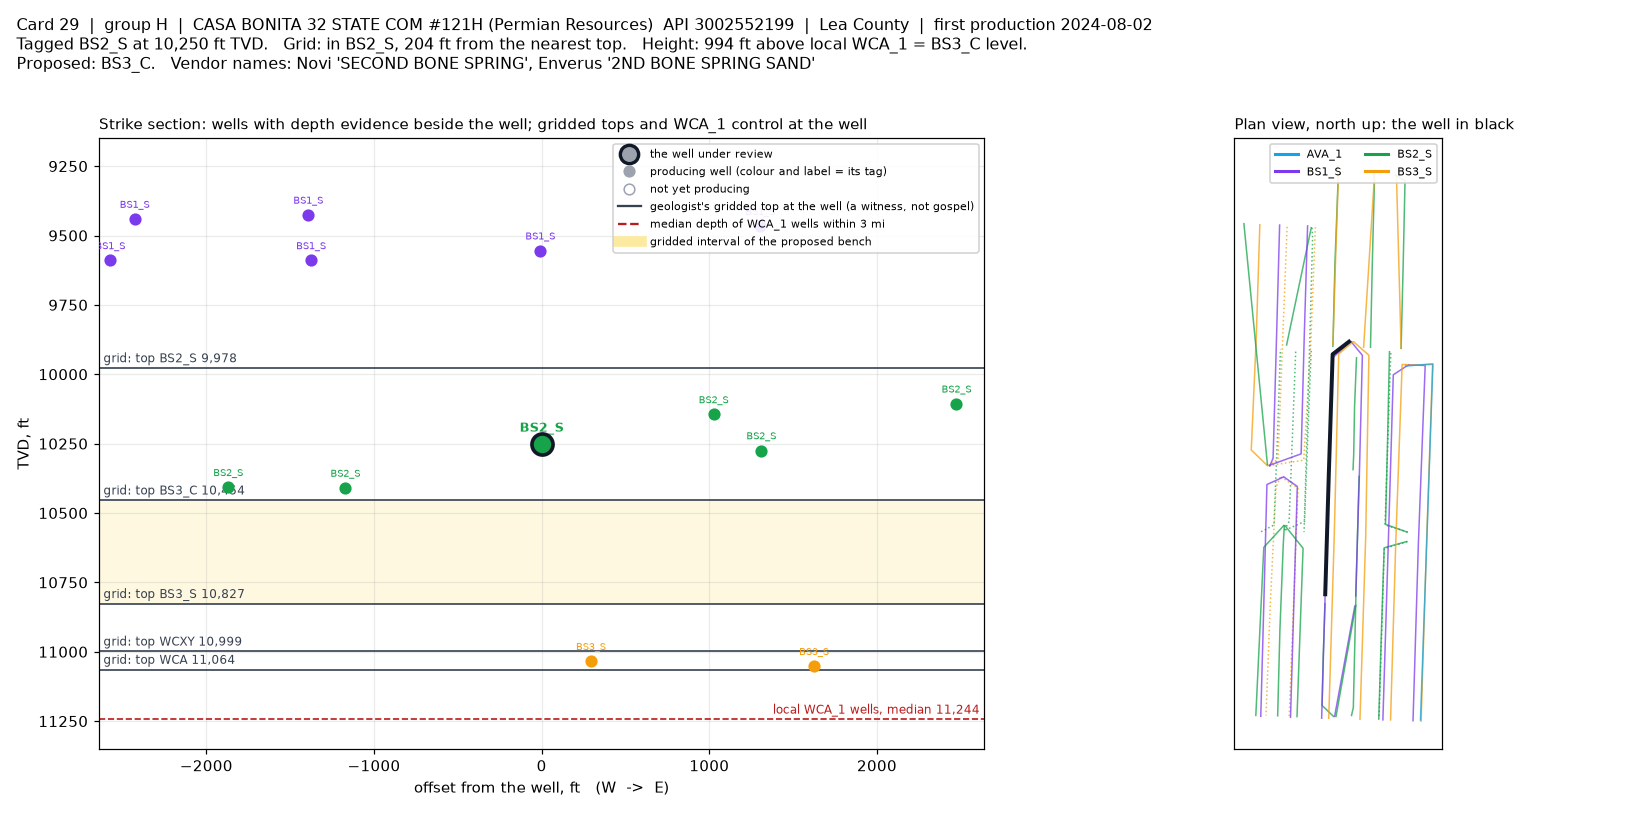 Card 29  |  group H  |  CASA BONITA 32 STATE COM #121H (Permian Resources)  API 3002552199  |  Lea County  |  first production 2024-08-02
Tagged BS2_S at 10,250 ft TVD.   Grid: in BS2_S, 204 ft from the nearest top.   Height: 994 ft above local WCA_1 = BS3_C level.
Proposed: BS3_C.   Vendor names: Novi 'SECOND BONE SPRING', Enverus '2ND BONE SPRING SAND'
Strike section: wells with depth evidence beside the well; gridded tops and WCA_1 control at the well
the well under review
producing well (colour and label = its tag)
not yet producing
geologist's gridded top at the well (a witness, not gospel)
median depth of WCA_1 wells within 3 mi
gridded interval of the proposed bench
TVD, ft
9250
9500
9750
10000
10250
10500
10750
11000
11250
BS1_S
BS1_S
BS1_S
BS1_S
BS1_S
grid: top BS2_S 9,978
BS2_S
BS2_S
BS2_S
BS2_S
BS2_S
BS2_S
grid: top BS3_C 10,454
grid: top BS3_S 10,827
grid: top WCXY 10,999
BS3_S
BS3_S
grid: top WCA 11,064
local WCA_1 wells, median 11,244
−2000
−1000
0
1000
2000
offset from the well, ft   (W  ->  E)
Plan view, north up: the well in black
AVA_1
BS1_S
BS2_S
BS3_S